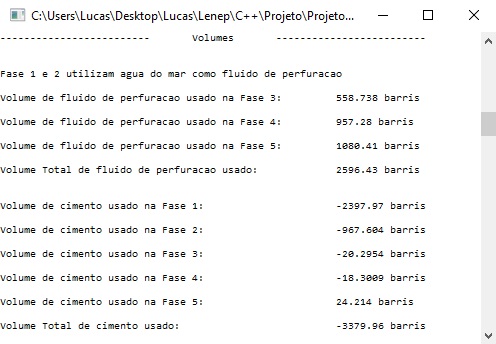 C:\Users\Lucas\Desktop\Lucas\Lenep\C++\Projeto\Projeto...
------------------------- Volumes -------------------------
Fase 1 e 2 utilizam agua do mar como fluido de perfuracao
Volume de fluido de perfuracao usado na Fase 3: 558.738 barris
Volume de fluido de perfuracao usado na Fase 4: 957.28 barris
Volume de fluido de perfuracao usado na Fase 5: 1080.41 barris
Volume Total de fluido de perfuracao usado: 2596.43 barris
Volume de cimento usado na Fase 1: -2397.97 barris
Volume de cimento usado na Fase 2: -967.604 barris
Volume de cimento usado na Fase 3: -20.2954 barris
Volume de cimento usado na Fase 4: -18.3009 barris
Volume de cimento usado na Fase 5: 24.214 barris
Volume Total de cimento usado: -3379.96 barris